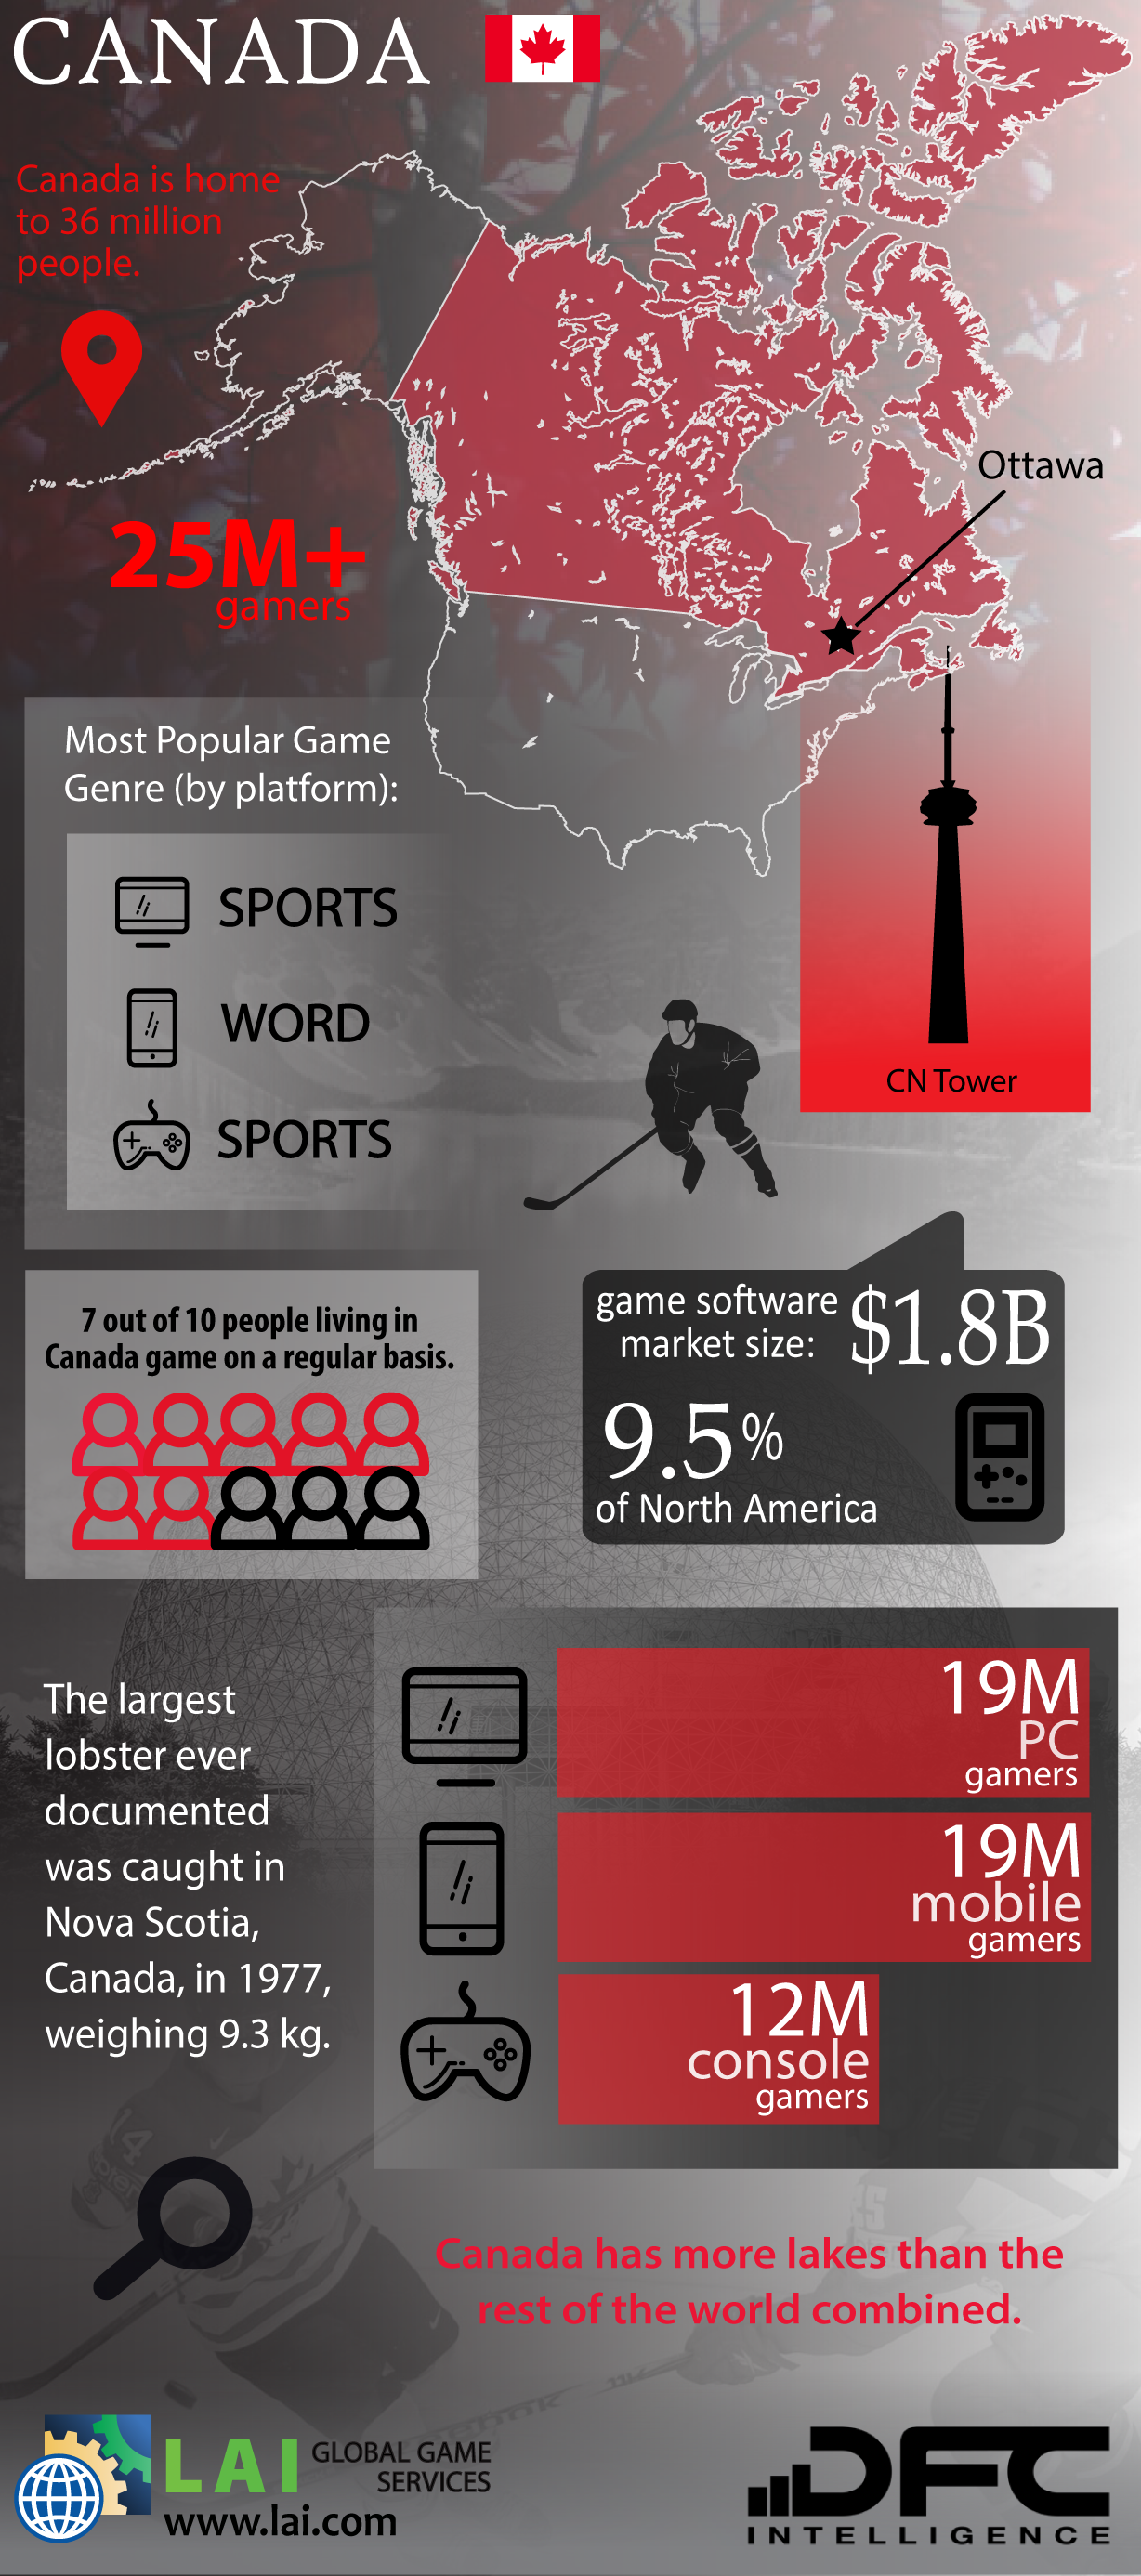 CANADA
Canada is home
to 36 million
people.
25M+
gamers
Ottawa
Most Popular Game
Genre (by platform):
SPORTS
WORD
SPORTS
CN Tower
7 out of 10 people living in
Canada game on a regular basis.
game software
market size:
$1.8B
9.5%
of North America
The largest
lobster ever
documented
was caught in
Nova Scotia,
Canada, in 1977,
weighing 9.3 kg.
19M
PC
gamers
19M
mobile
gamers
12M
console
gamers
Canada has more lakes than the
rest of the world combined.
LAI
GLOBAL GAME
SERVICES
www.lai.com
DFC
INTELLIGENCE